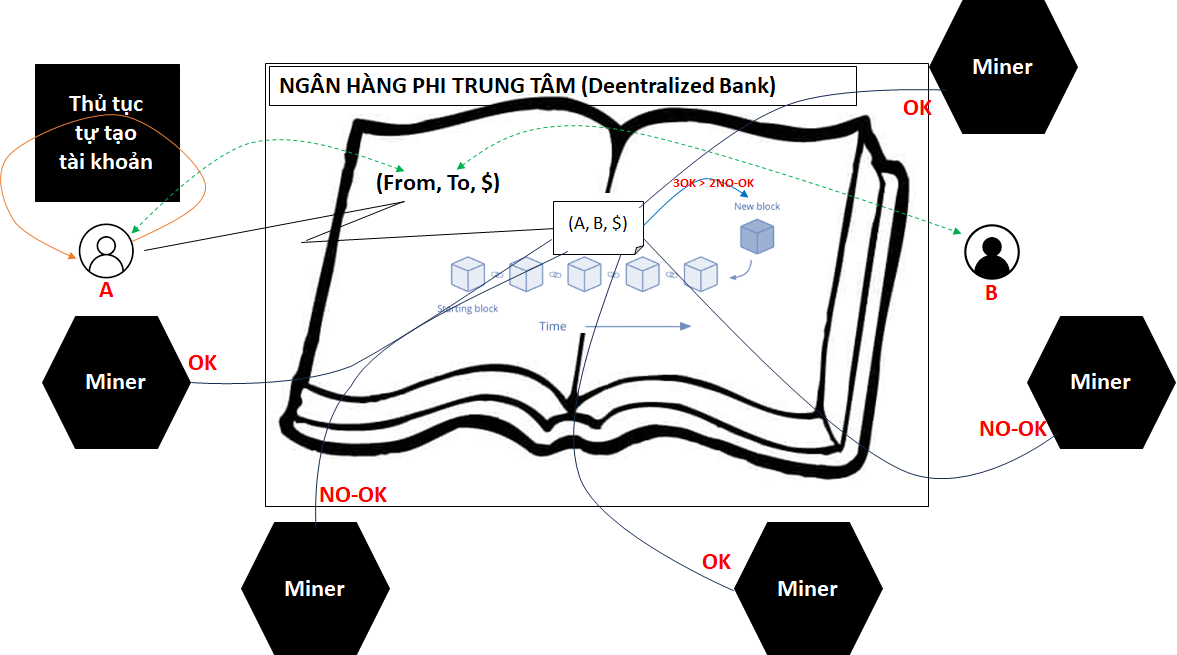 Miner
NGÂN HÀNG PHI TRUNG TÂM (Deentralized Bank)
Thủ tục
tự tạo
tài khoản
OK
(From, To, $)
3OK > 2NO-OK
New block
(A, B, $)
A
B
Starting block
Time
OK
Miner
Miner
NO-OK
NO-OK
OK
Miner
Miner